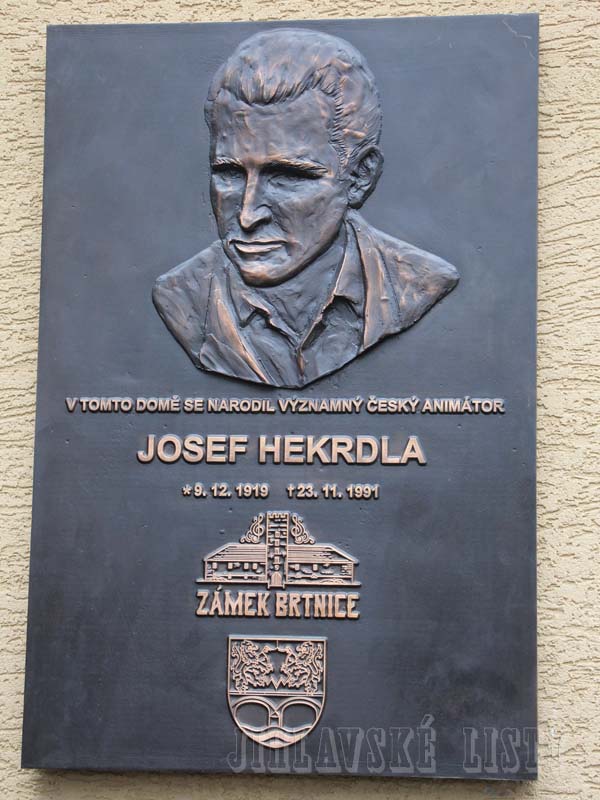 V TOMTO DOMĚ SE NARODIL VÝZNAMNÝ ČESKÝ ANIMÁTOR
JOSEF HEKRDLA
*9. 12. 1919 †23. 11. 1991
ZÁMEK BRTNICE
JIHLAVSKÉ LISTY